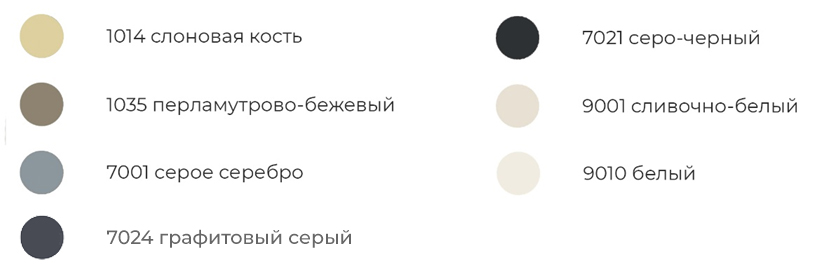 1014 слоновая кость
1035 перламутрово-бежевый
7001 серое серебро
7024 графитовый серый
7021 серо-черный
9001 сливочно-белый
9010 белый